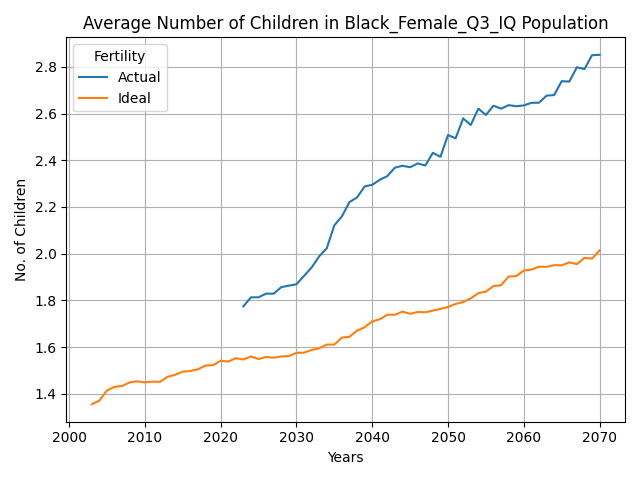 Average Number of Children in Black_Female_Q3_IQ Population
Fertility
Actual
Ideal
No. of Children
2.8
2.6
2.4
2.2
2.0
1.8
1.6
1.4
2000 2010 2020 2030 2040 2050 2060 2070
Years